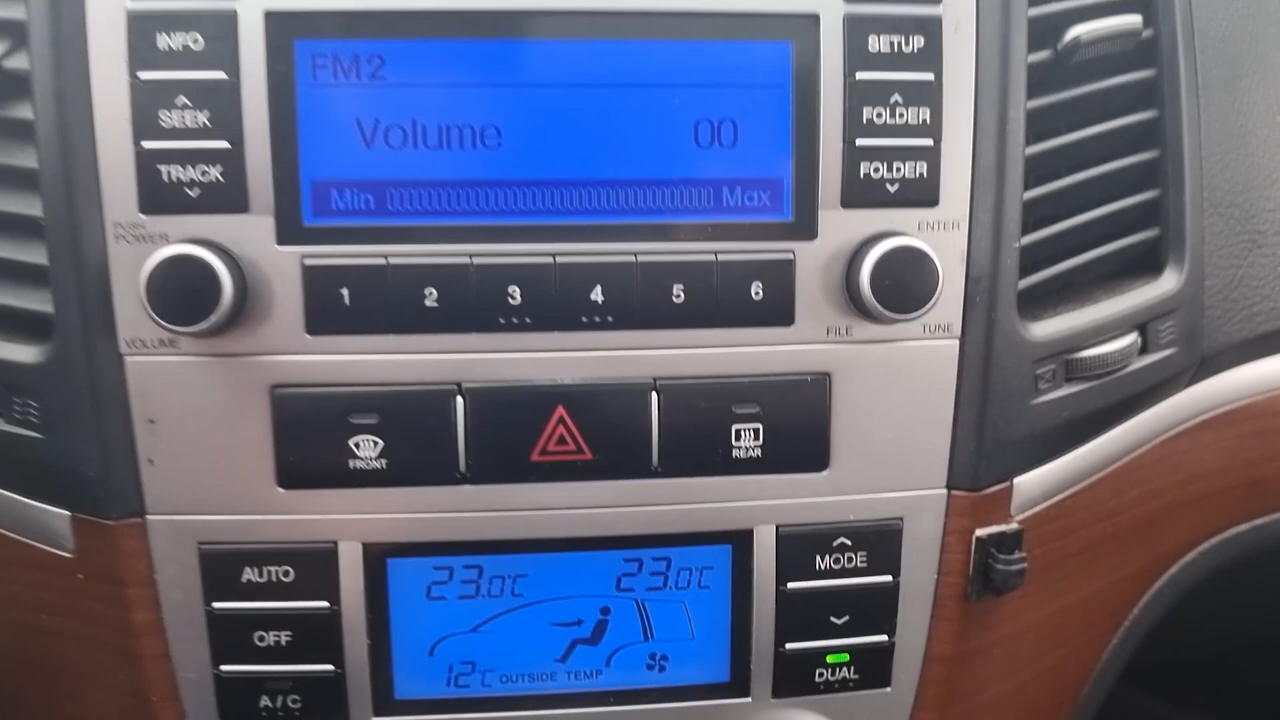 INFO
SEEK
TRACK
FM2
Volume 00
Min Max
SETUP
FOLDER
FOLDER
PUSH
POWER
VOLUME
1 2 3 4 5 6
ENTER
FILE TUNE
FRONT
REAR
AUTO
OFF
A/C
23.0°C 23.0°C
12°C OUTSIDE TEMP
MODE
DUAL